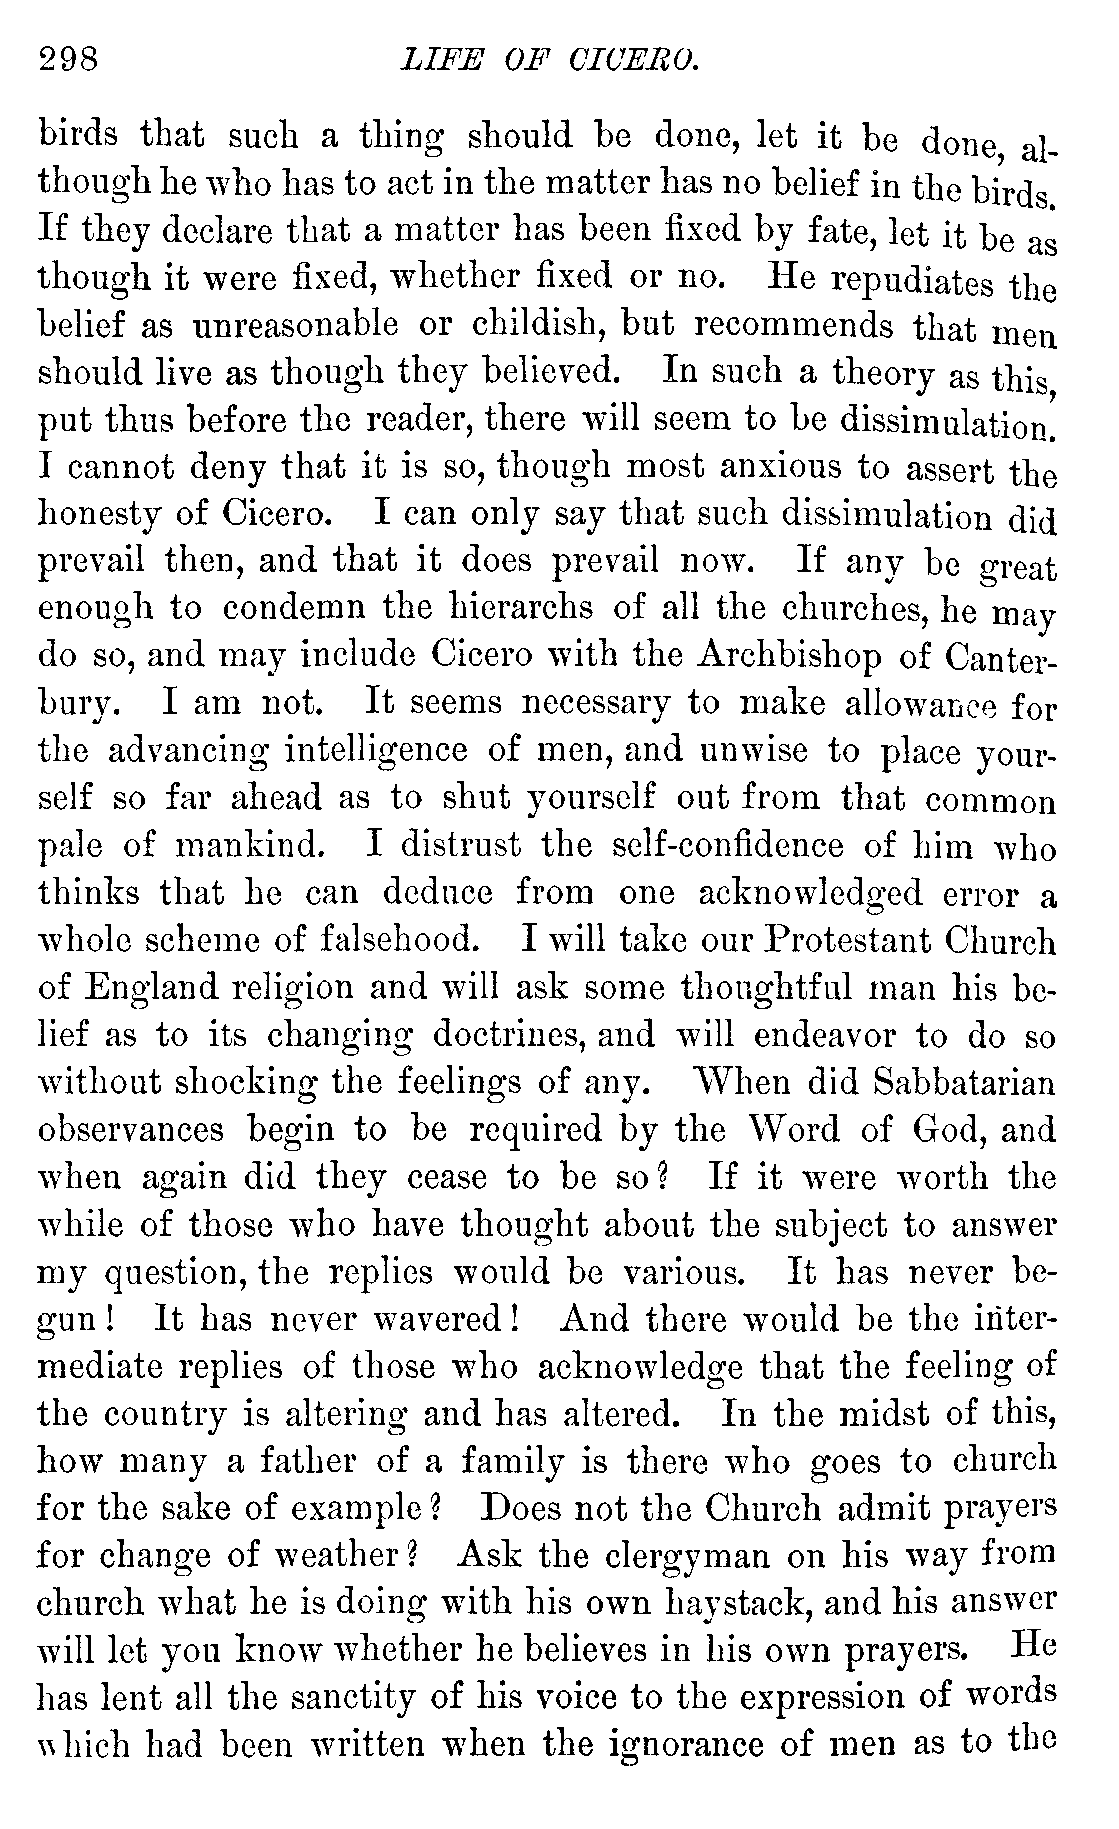 298 LIFE OF CICERO.
birds that such a thing should be done, let it be done, al-
though he who has to act in the matter has no belief in the birds.
If they declare that a matter has been fixed by fate, let it be as
though it were fixed, whether fixed or no. He repudiates the
belief as unreasonable or childish, but recommends that men
should live as though they believed. In such a theory as this,
put thus before the reader, there will seem to be dissimulation.
I cannot deny that it is so, though most anxious to assert the
honesty of Cicero. I can only say that such dissimulation did
prevail then, and that it does prevail now. If any be great
enough to condemn the hierarchs of all the churches, he may
do so, and may include Cicero with the Archbishop of Canter-
bury. I am not. It seems necessary to make allowance for
the advancing intelligence of men, and unwise to place your-
self so far ahead as to shut yourself out from that common
pale of mankind. I distrust the self-confidence of him who
thinks that he can deduce from one acknowledged error a
whole scheme of falsehood. I will take our Protestant Church
of England religion and will ask some thoughtful man his be-
lief as to its changing doctrines, and will endeavor to do so
without shocking the feelings of any. When did Sabbatarian
observances begin to be required by the Word of God, and
when again did they cease to be so? If it were worth the
while of those who have thought about the subject to answer
my question, the replies would be various. It has never be-
gun! It has never wavered! And there would be the inter-
mediate replies of those who acknowledge that the feeling of
the country is altering and has altered. In the midst of this,
how many a father of a family is there who goes to church
for the sake of example? Does not the Church admit prayers
for change of weather? Ask the clergyman on his way from
church what he is doing with his own haystack, and his answer
will let you know whether he believes in his own prayers. He
has lent all the sanctity of his voice to the expression of words
which had been written when the ignorance of men as to the